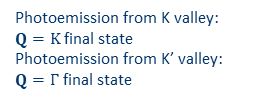 Photoemission from K valley:
Q = K final state
Photoemission from K’ valley:
Q = Γ final state